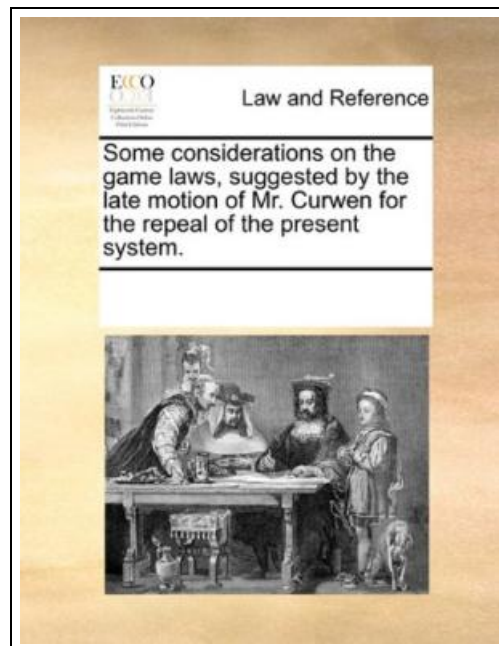 ECCO
Law and Reference
Some considerations on the
game laws, suggested by the
late motion of Mr. Curwen for
the repeal of the present
system.